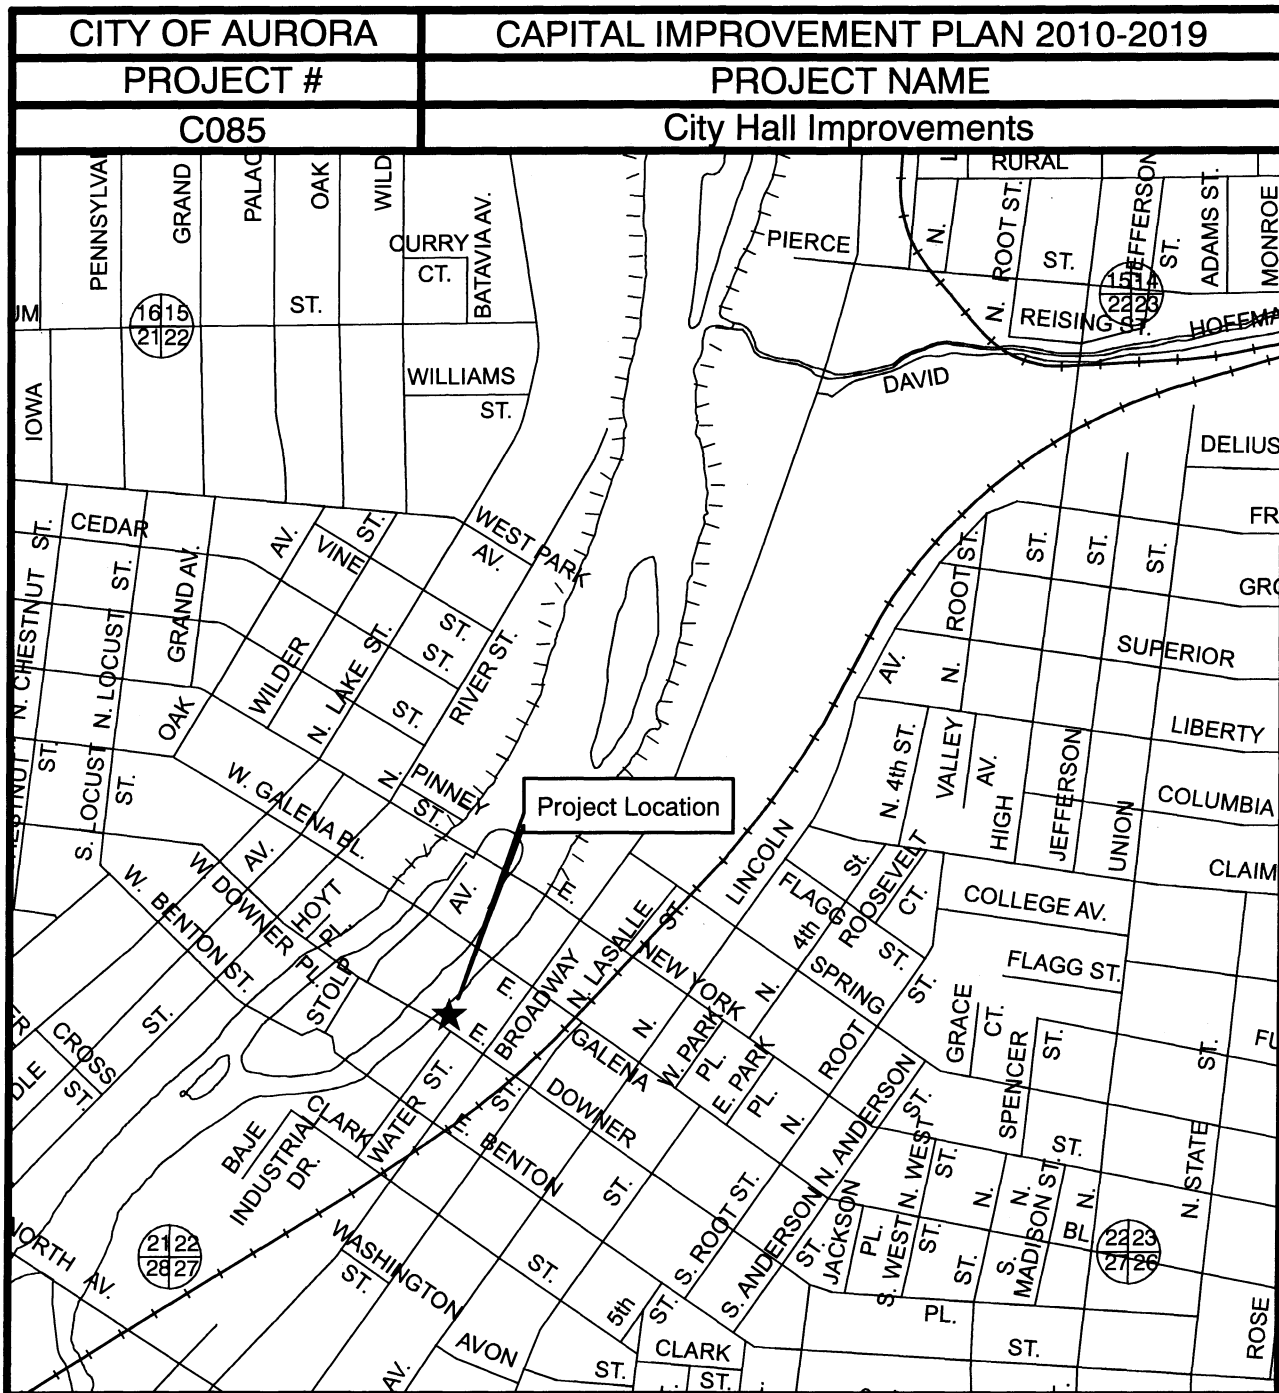 CITY OF AURORA
CAPITAL IMPROVEMENT PLAN 2010-2019
PROJECT #
PROJECT NAME
C085
City Hall Improvements
PENNSYLVA
GRAND
PALAC
OAK
WILD
CURRY
CT.
BATAVIA AV.
PIERCE
RURAL
N.
ROOT ST.
ST.
JEFFERSON
ST.
ADAMS ST.
MONROE
UM
16 15
21 22
ST.
15 14
22 23
N.
REISING ST.
HOFFMA
IOWA
WILLIAMS
ST.
DAVID
DELIUS
CEDAR
ST.
N. CHESTNUT
ST.
GRAND AV.
AV.
VINE
ST.
WEST PARK
AV.
ROOT ST.
N.
ST.
ST.
ST.
FR
GRO
SUPERIOR
N. LOCUST
WILDER
N. LAKE ST.
ST.
ST.
ST.
RIVER ST.
N.
OAK
AV.
LIBERTY
ST.
S. LOCUST
ST.
W. GALENA BL.
PINNEY
ST.
Project Location
N. 4th ST.
VALLEY
AV.
HIGH
JEFFERSON
UNION
COLUMBIA
CLAIM
W. DOWNER PL.
AV.
HOYT
PL.
W. BENTON ST.
STOLP
AV.
E.
LINCOLN
FLAGG
ST.
4th
St.
ROOSEVELT
CT.
COLLEGE AV.
FLAGG ST.
SPRING
ST.
E.
BROADWAY
N. LASALLE
ST.
NEW YORK
N.
N.
W. PARK
PL.
E. PARK
PL.
ROOT
N.
GRACE
CT.
SPENCER
ST.
ST.
FU
ER
CROSS
ST.
ST.
DLE
E.
GALENA
DOWNER
WATER ST.
ST.
E. BENTON
CLARK
BAJE
INDUSTRIAL
DR.
N. ANDERSON
ST.
N. WEST
ST.
ST.
N. STATE
ST.
S. ROOT ST.
S. ANDERSON
ST.
JACKSON
PL.
S. WEST
ST.
N.
ST.
N.
S.
MADISON ST.
N.
BL
22 23
27 26
NORTH AV.
21 22
28 27
WASHINGTON
ST.
ST.
5th
ST.
PL.
ST.
ROSE
AVON
ST.
AV.
CLARK
ST.